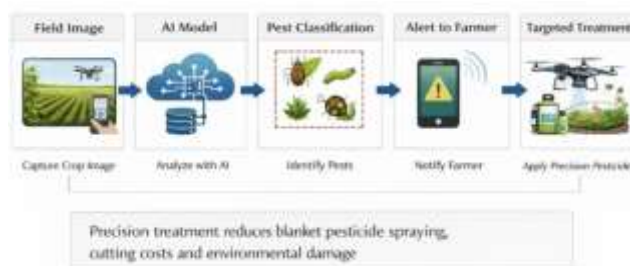 Field Image
AI Model
Pest Classification
Alert to Farmer
Targeted Treatment
Capture Crop Image
Analyze with AI
Identify Pests
Notify Farmer
Apply Precision Pesticide
Precision treatment reduces blanket pesticide spraying,
cutting costs and environmental damage